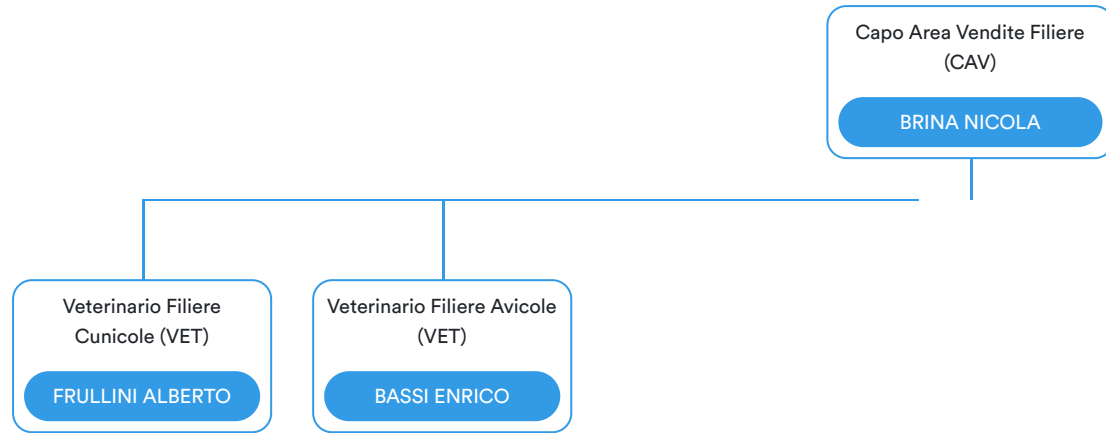 Capo Area Vendite Filiere
(CAV)
BRINA NICOLA
Veterinario Filiere
Cunicole (VET)
FRULLINI ALBERTO
Veterinario Filiere Avicole
(VET)
BASSI ENRICO